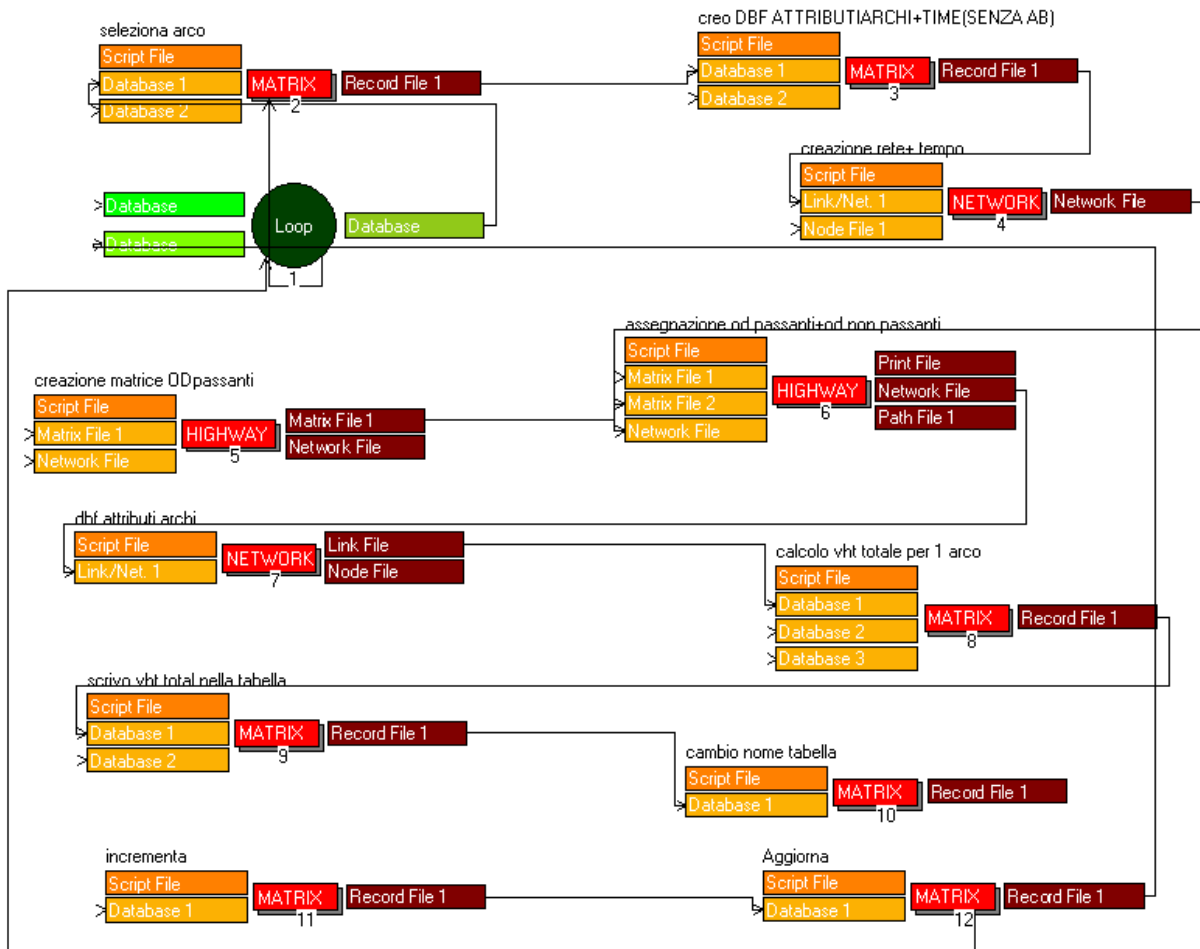 seleziona arco
Script File
Database 1
Database 2
MATRIX
2
Record File 1
creo DBF ATTRIBUTIARCHI+TIME(SENZA AB)
Script File
Database 1
Database 2
MATRIX
3
Record File 1
creazione rete+ tempo
Script File
Link/Net. 1
Node File 1
NETWORK
4
Network File
Database
Database
Loop
1
Database
assegnazione od passanti+od non passanti
Script File
Matrix File 1
Matrix File 2
Network File
HIGHWAY
6
Print File
Network File
Path File 1
creazione matrice ODpassanti
Script File
Matrix File 1
Network File
HIGHWAY
5
Matrix File 1
Network File
dbf attributi archi
Script File
Link/Net. 1
NETWORK
7
Link File
Node File
calcolo vht totale per 1 arco
Script File
Database 1
Database 2
Database 3
MATRIX
8
Record File 1
scrivo vht total nella tabella
Script File
Database 1
Database 2
MATRIX
9
Record File 1
cambio nome tabella
Script File
Database 1
MATRIX
10
Record File 1
incrementa
Script File
Database 1
MATRIX
11
Record File 1
Aggiorna
Script File
Database 1
MATRIX
12
Record File 1